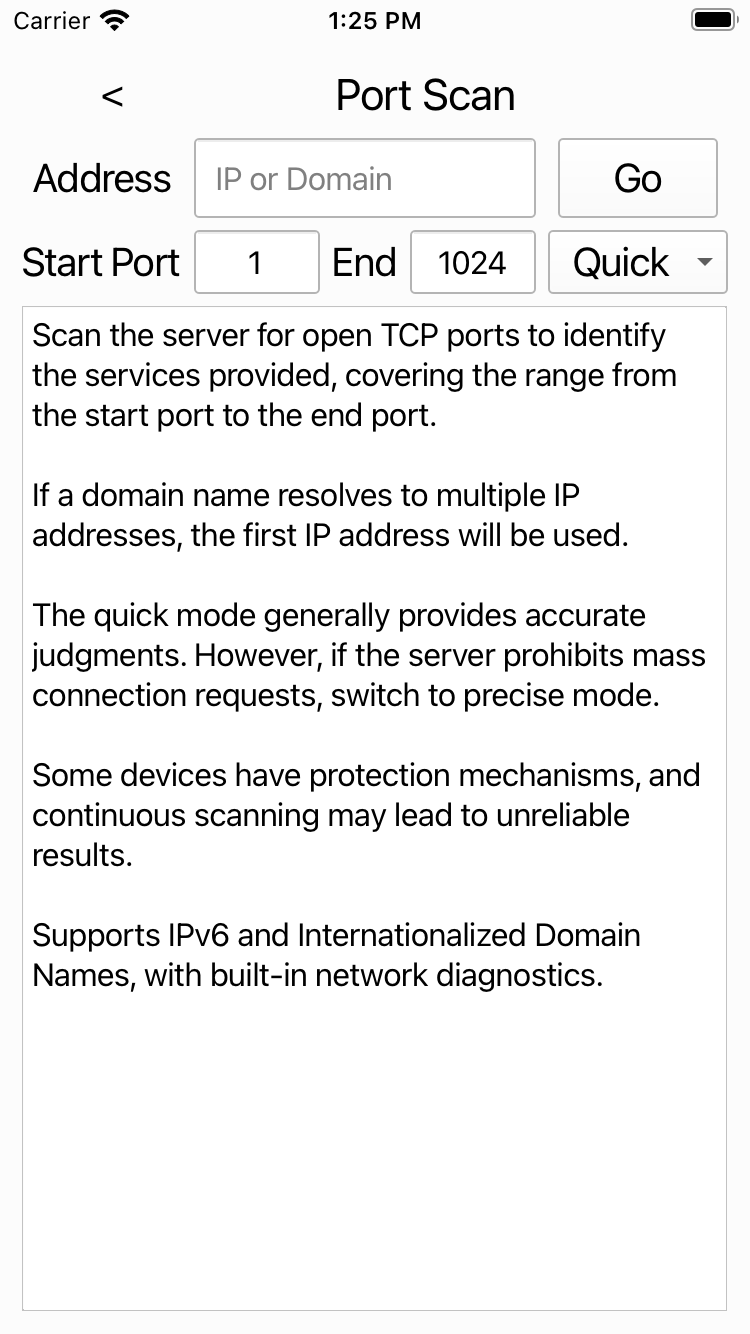 Carrier 1:25 PM
< Port Scan
Address IP or Domain Go
Start Port 1 End 1024 Quick
Scan the server for open TCP ports to identify
the services provided, covering the range from
the start port to the end port.
If a domain name resolves to multiple IP
addresses, the first IP address will be used.
The quick mode generally provides accurate
judgments. However, if the server prohibits mass
connection requests, switch to precise mode.
Some devices have protection mechanisms, and
continuous scanning may lead to unreliable
results.
Supports IPv6 and Internationalized Domain
Names, with built-in network diagnostics.